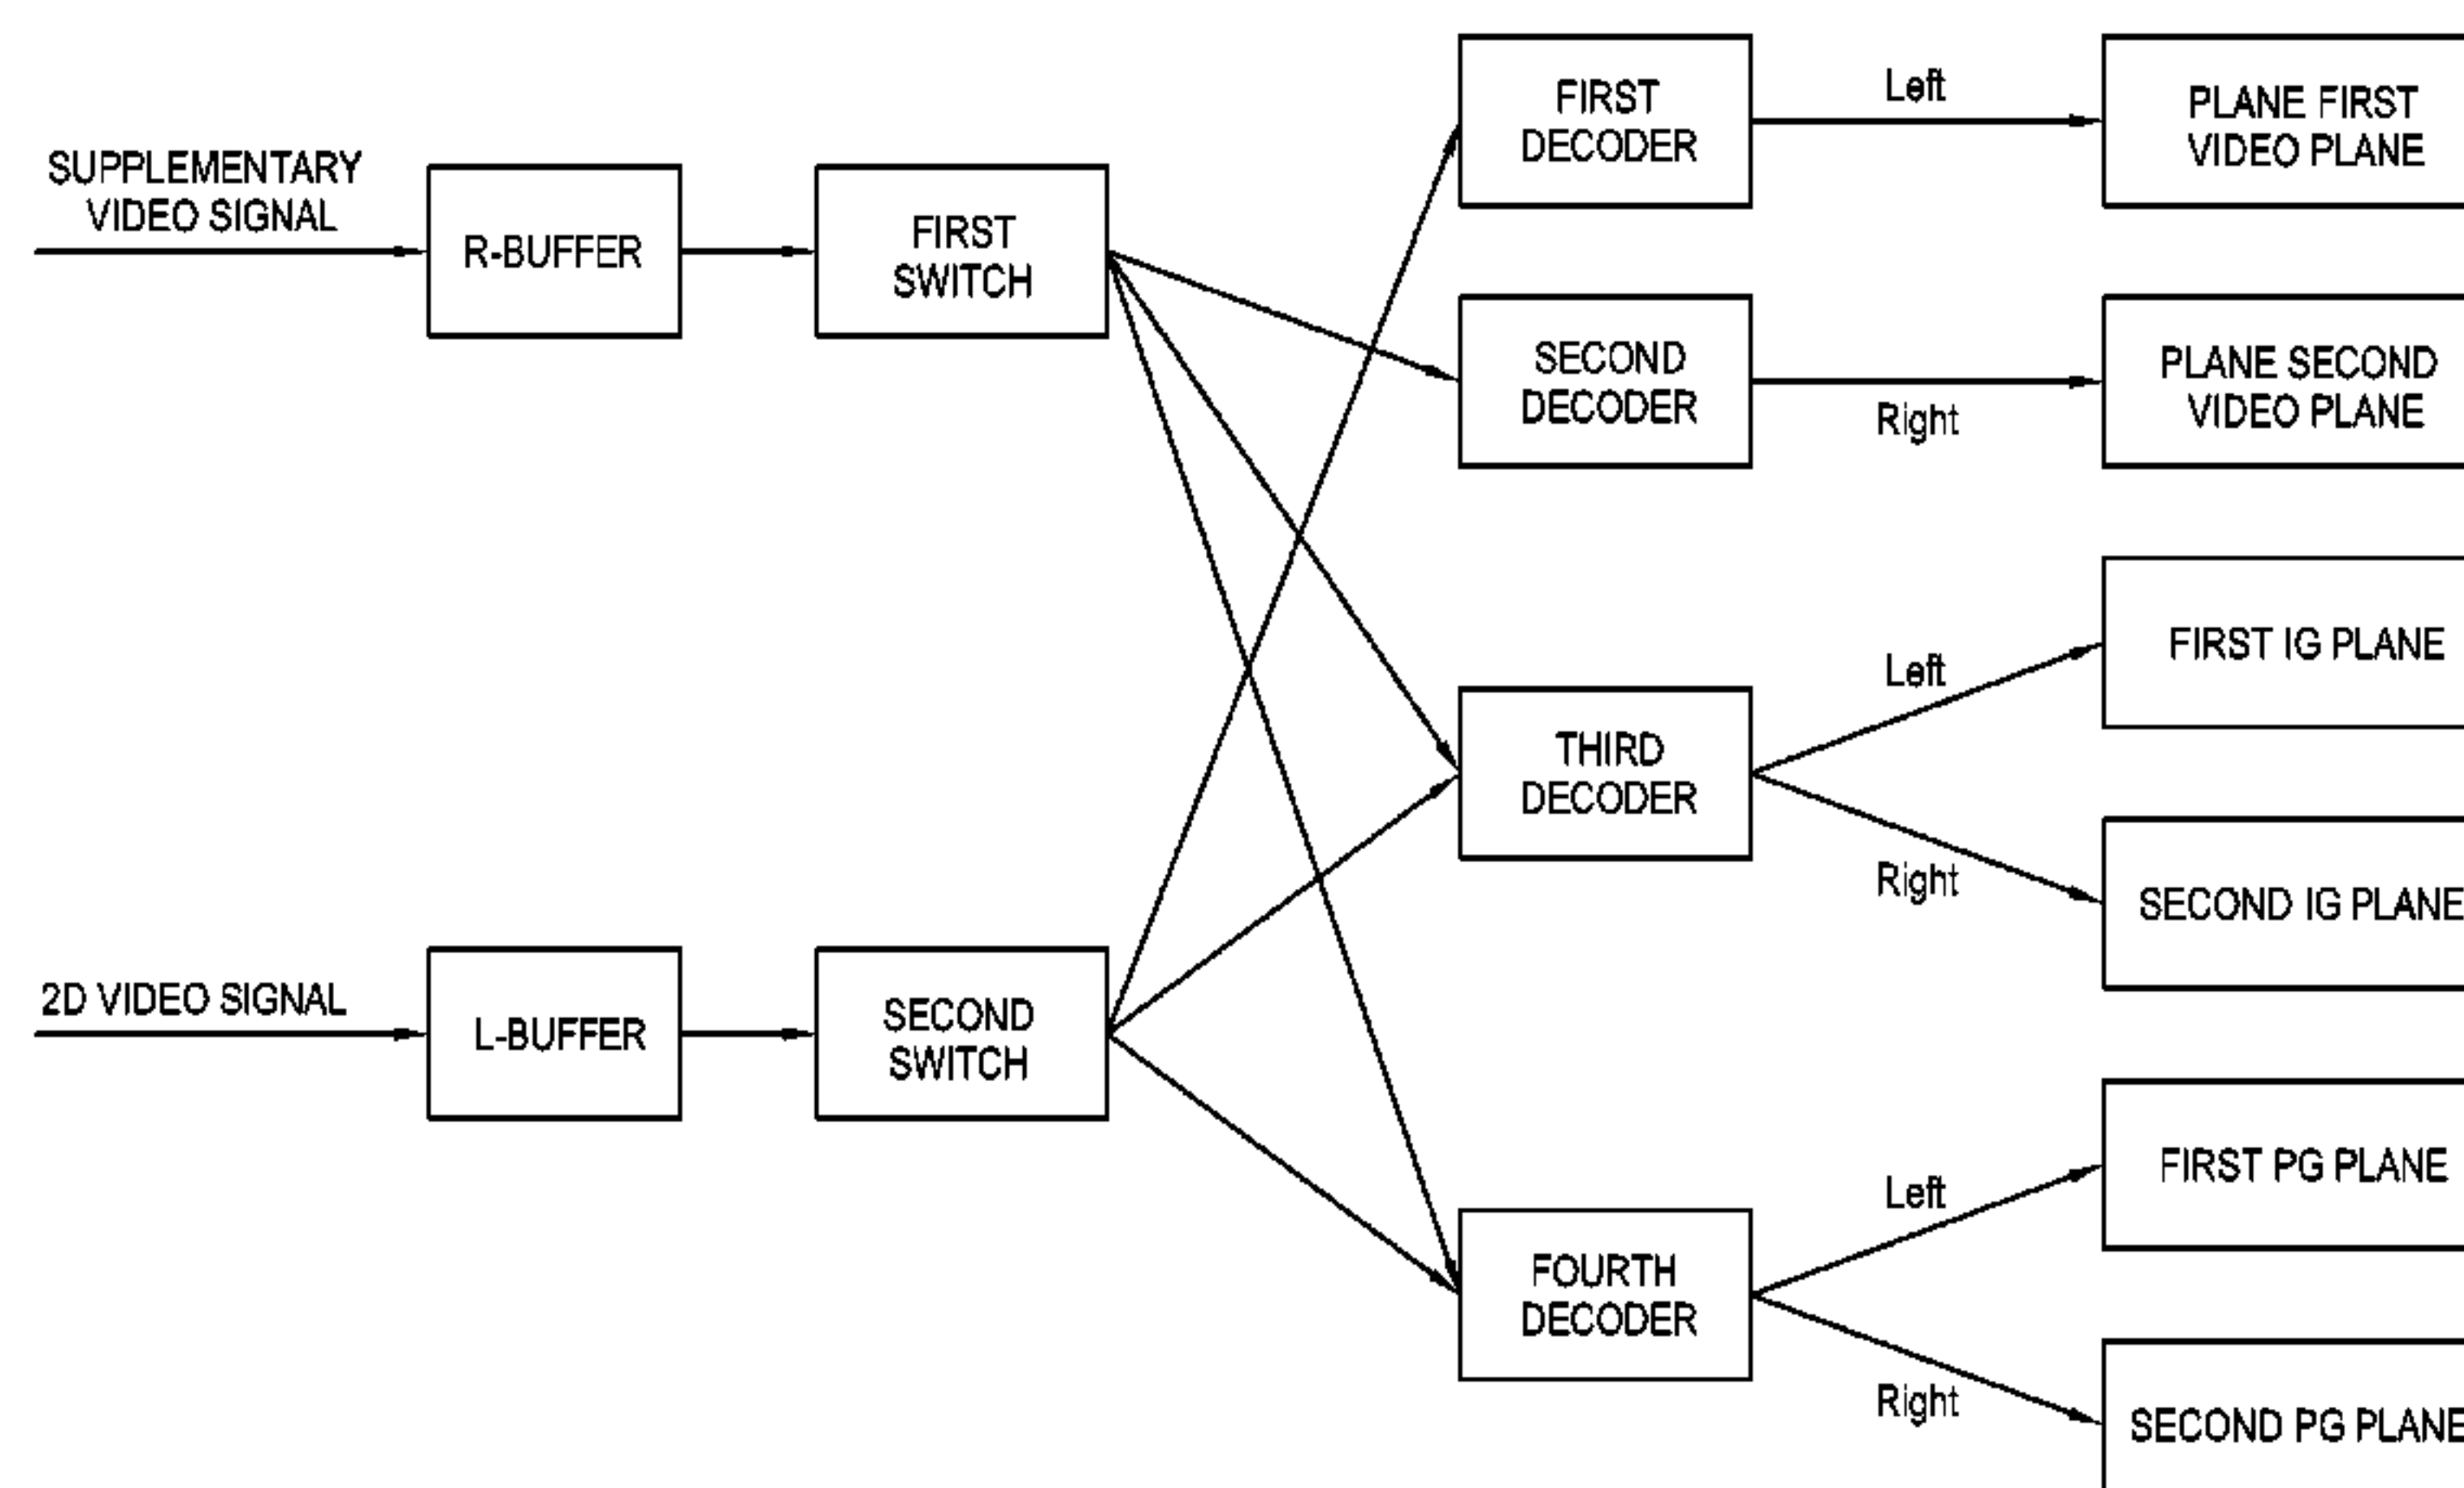 SUPPLEMENTARY
VIDEO SIGNAL
R-BUFFER
FIRST
SWITCH
FIRST
DECODER
Left
PLANE FIRST
VIDEO PLANE
SECOND
DECODER
Right
PLANE SECOND
VIDEO PLANE
2D VIDEO SIGNAL
L-BUFFER
SECOND
SWITCH
THIRD
DECODER
Left
FIRST IG PLANE
Right
SECOND IG PLANE
FOURTH
DECODER
Left
FIRST PG PLANE
Right
SECOND PG PLANE